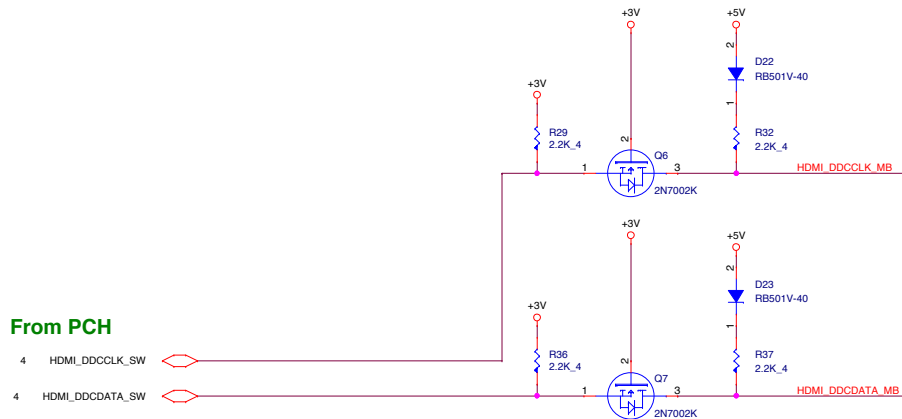 +3V
+5V
2
D22
RB501V-40
+3V
1
R29
2.2K_4
2
Q6
R32
2.2K_4
1
3
HDMI_DDCCLK_MB
2N7002K
+3V
+5V
2
D23
RB501V-40
+3V
1
From PCH
R36
2.2K_4
2
Q7
R37
2.2K_4
4 HDMI_DDCCLK_SW
4 HDMI_DDCDATA_SW
1
3
HDMI_DDCDATA_MB
2N7002K